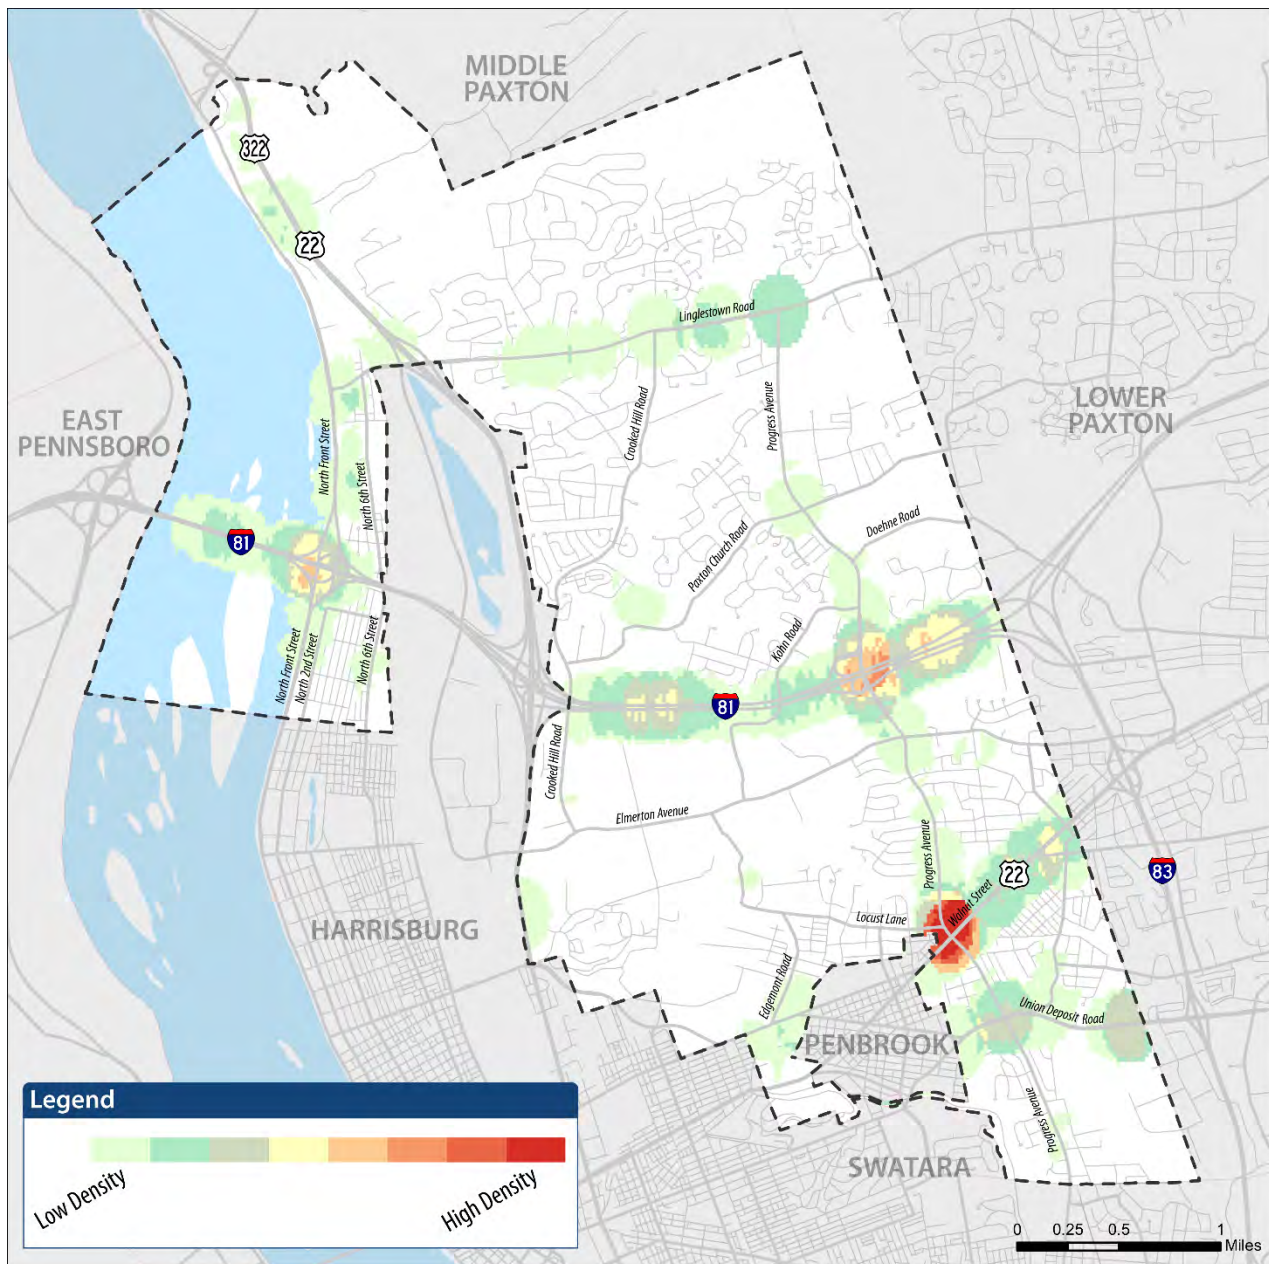 MIDDLE
PAXTON
322
22
Linglestown Road
EAST
PENNSBORO
LOWER
PAXTON
Crooked Hill Road
Progress Avenue
North Front Street
North 6th Street
Doehne Road
81
Paxton Church Road
Kohn Road
North Front Street
North 2nd Street
North 6th Street
81
Crooked Hill Road
Elmerton Avenue
Progress Avenue
22
83
Walnut Street
Locust Lane
HARRISBURG
Edgemont Road
Union Deposit Road
PENBROOK
Legend
Low Density
High Density
Progress Avenue
SWATARA
0 0.25 0.5 1
Miles